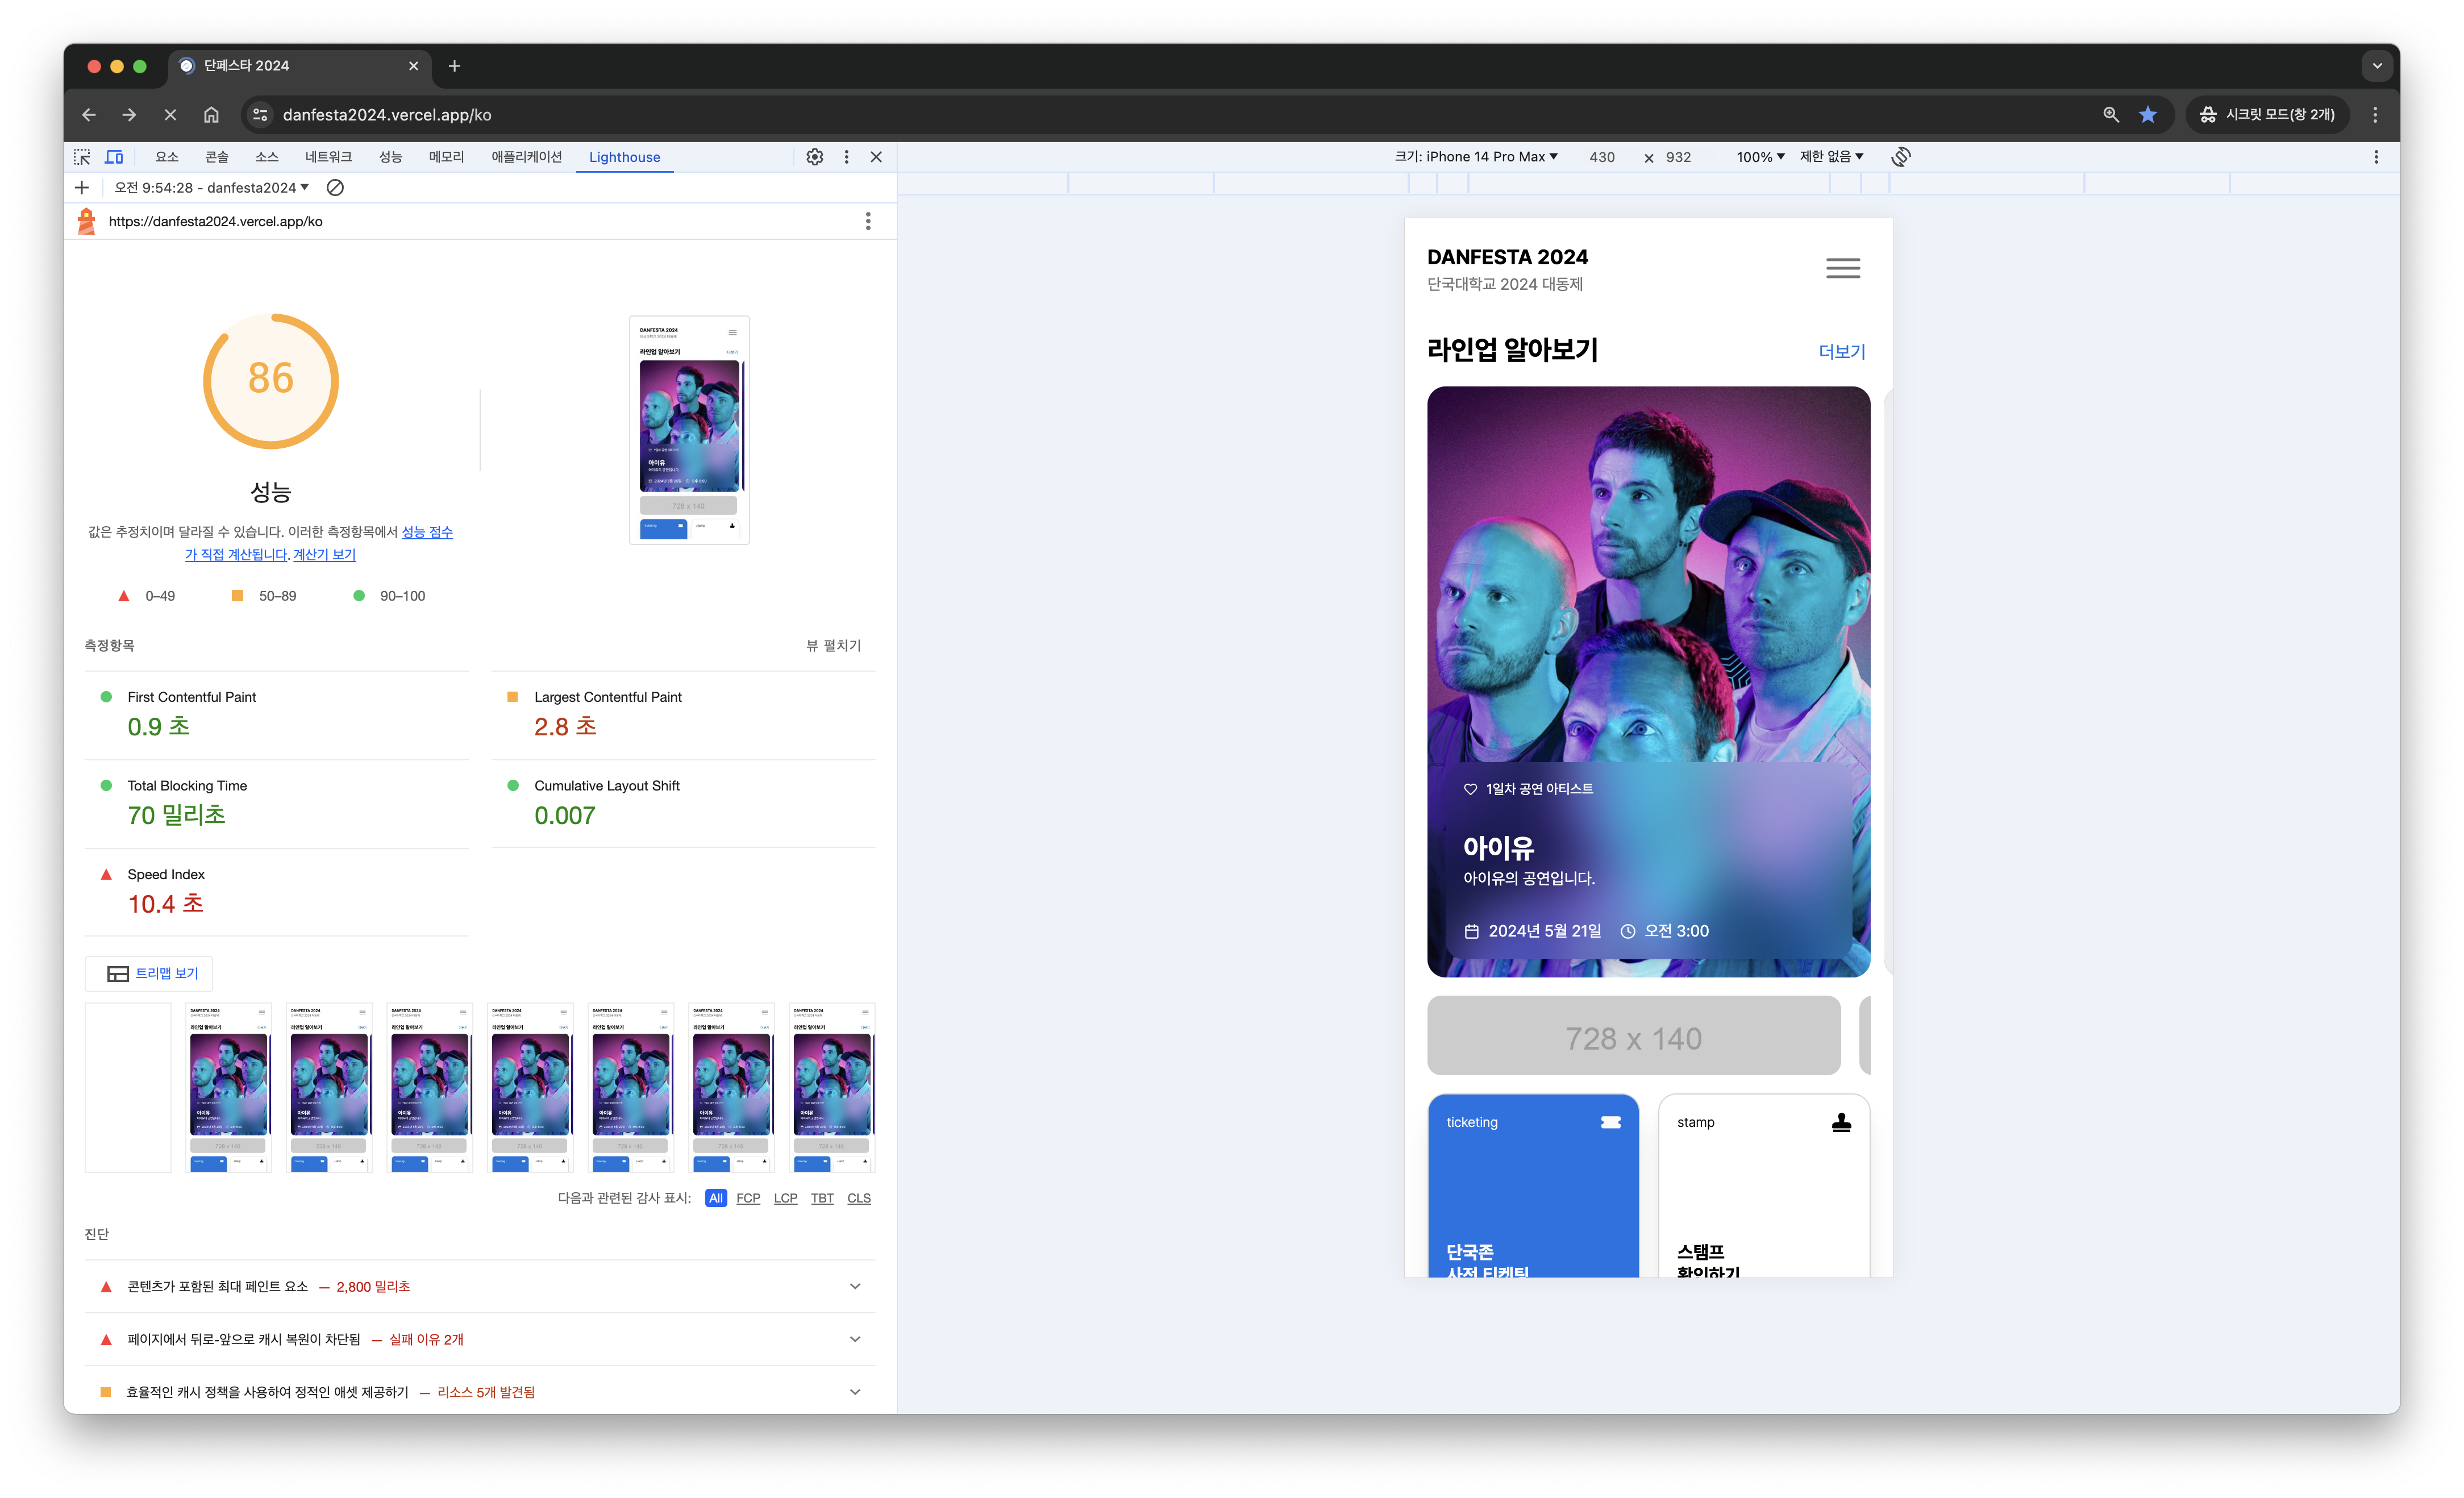 단페스타 2024
danfesta2024.vercel.app/ko
시크릿 모드(창 2개)
요소 콘솔 소스 네트워크 성능 메모리 애플리케이션 Lighthouse
크기: iPhone 14 Pro Max 430 × 932 100% 제한 없음
오전 9:54:28 - danfesta2024
https://danfesta2024.vercel.app/ko
86
성능
값은 추정치이며 달라질 수 있습니다. 이러한 측정항목에서 성능 점수
가 직접 계산됩니다. 계산기 보기
0–49 50–89 90–100
DANFESTA 2024
라인업 알아보기
아이유
728 x 140
측정항목 뷰 펼치기
First Contentful Paint
0.9 초
Largest Contentful Paint
2.8 초
Total Blocking Time
70 밀리초
Cumulative Layout Shift
0.007
Speed Index
10.4 초
트리맵 보기
다음과 관련된 감사 표시: All FCP LCP TBT CLS
진단
콘텐츠가 포함된 최대 페인트 요소 — 2,800 밀리초
페이지에서 뒤로-앞으로 캐시 복원이 차단됨 — 실패 이유 2개
효율적인 캐시 정책을 사용하여 정적인 애셋 제공하기 — 리소스 5개 발견됨
DANFESTA 2024
단국대학교 2024 대동제
라인업 알아보기 더보기
1일차 공연 아티스트
아이유
아이유의 공연입니다.
2024년 5월 21일 오전 3:00
728 x 140
ticketing
단국존
사전 티케팅
stamp
스탬프
확인하기